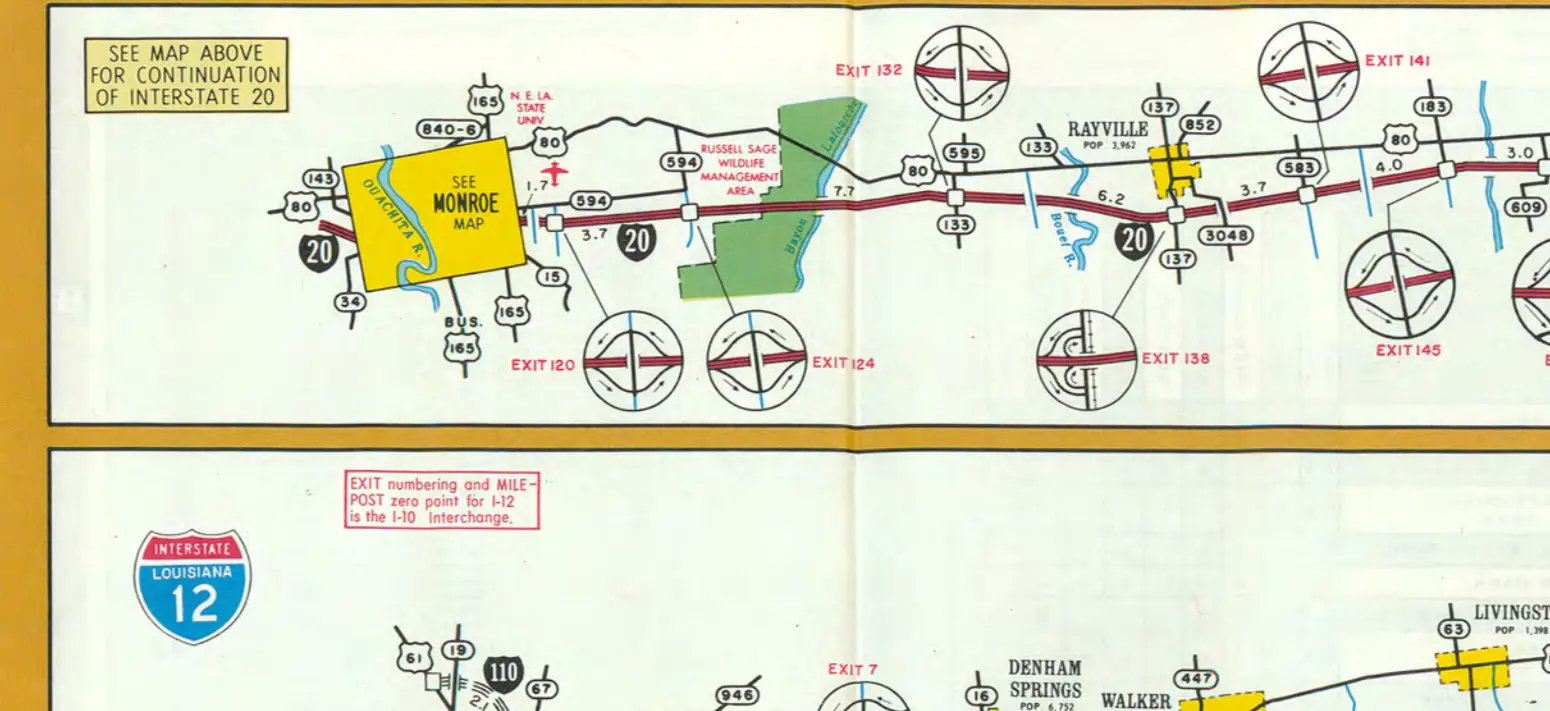 SEE MAP ABOVE
FOR CONTINUATION
OF INTERSTATE 20
165
N. E. LA.
STATE
UNIV
840-6
80
143
80
20
34
OUACHITA R.
SEE
MONROE
MAP
1.7
594
594
3.7
20
15
165
BUS.
165
RUSSELL SAGE
WILDLIFE
MANAGEMENT
AREA
Bayou
Lafourche
7.7
EXIT 120
EXIT 124
EXIT 132
80
595
133
133
Bouef R.
6.2
RAYVILLE
POP 3,962
137
852
20
137
3048
3.7
EXIT 138
EXIT 141
583
4.0
80
183
3.0
609
EXIT 145
E
EXIT numbering and MILE-
POST zero point for I-12
is the I-10 Interchange.
INTERSTATE
LOUISIANA
12
61
19
110
67
2.1
946
EXIT 7
16
DENHAM
SPRINGS
POP 6,752
WALKER
447
63
LIVINGST
POP 1,398